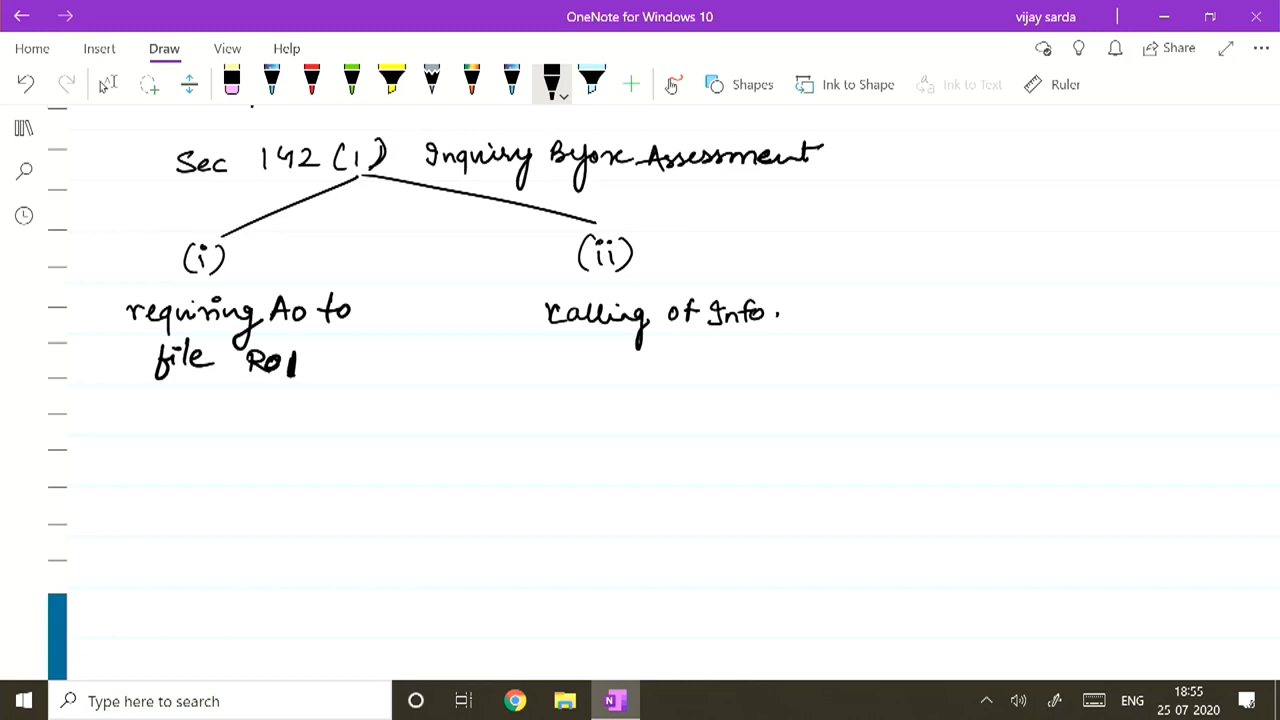 OneNote for Windows 10
vijay sarda
Home Insert Draw View Help
Share
Shapes Ink to Shape Ink to Text Ruler
Sec 142 (1) Inquiry Before Assessment
(i) (ii)
requiring Ao to calling of Info.
file ROI
Type here to search
ENG
18:55
25-07-2020
3